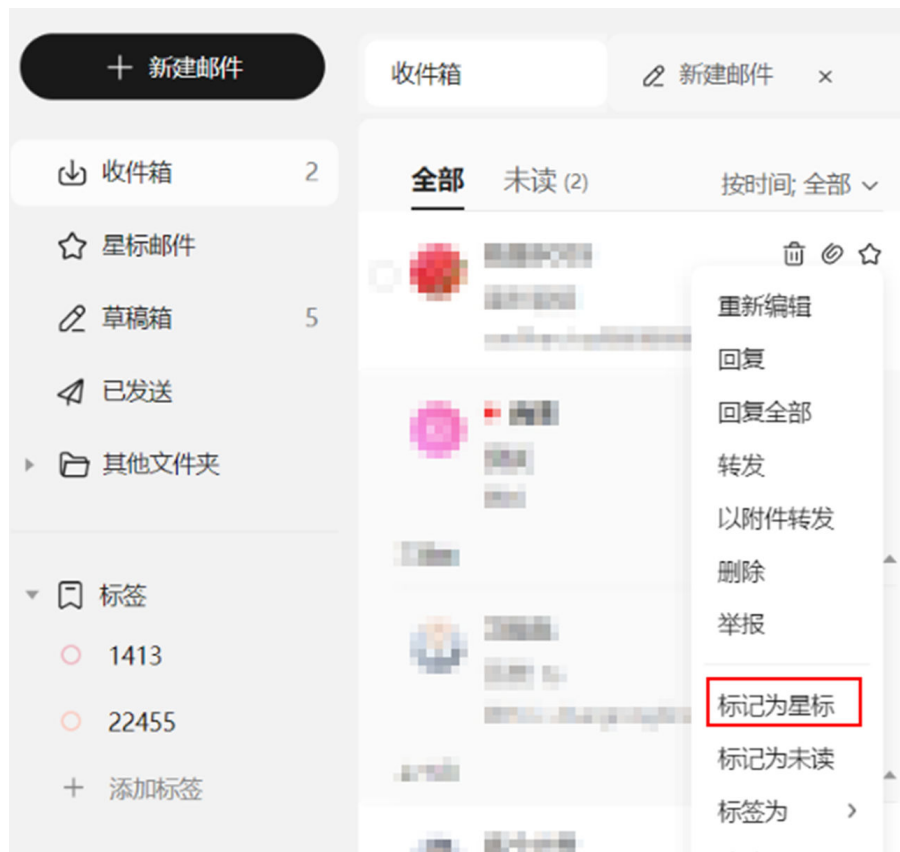 新建邮件
收件箱
新建邮件
收件箱 2
星标邮件
草稿箱 5
已发送
其他文件夹
标签
1413
22455
添加标签
全部 未读 (2) 按时间; 全部
重新编辑
回复
回复全部
转发
以附件转发
删除
举报
标记为星标
标记为未读
标签为